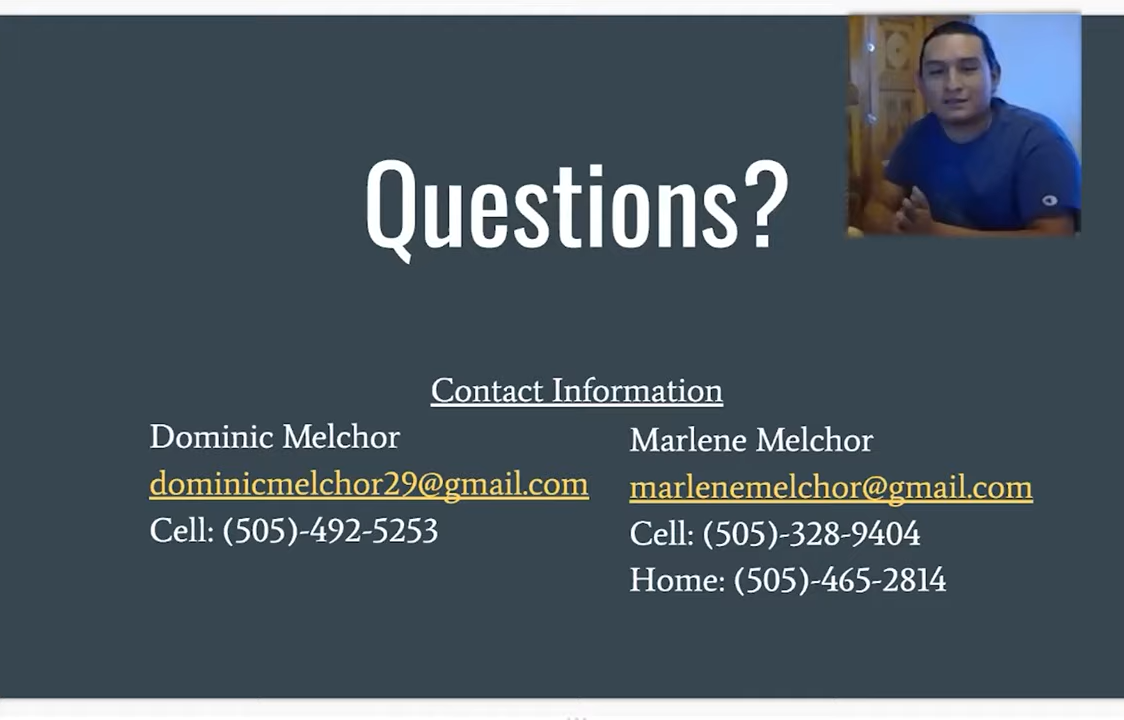 Questions?
Contact Information
Dominic Melchor
dominicmelchor29@gmail.com
Cell: (505)-492-5253
Marlene Melchor
marlenemelchor@gmail.com
Cell: (505)-328-9404
Home: (505)-465-2814